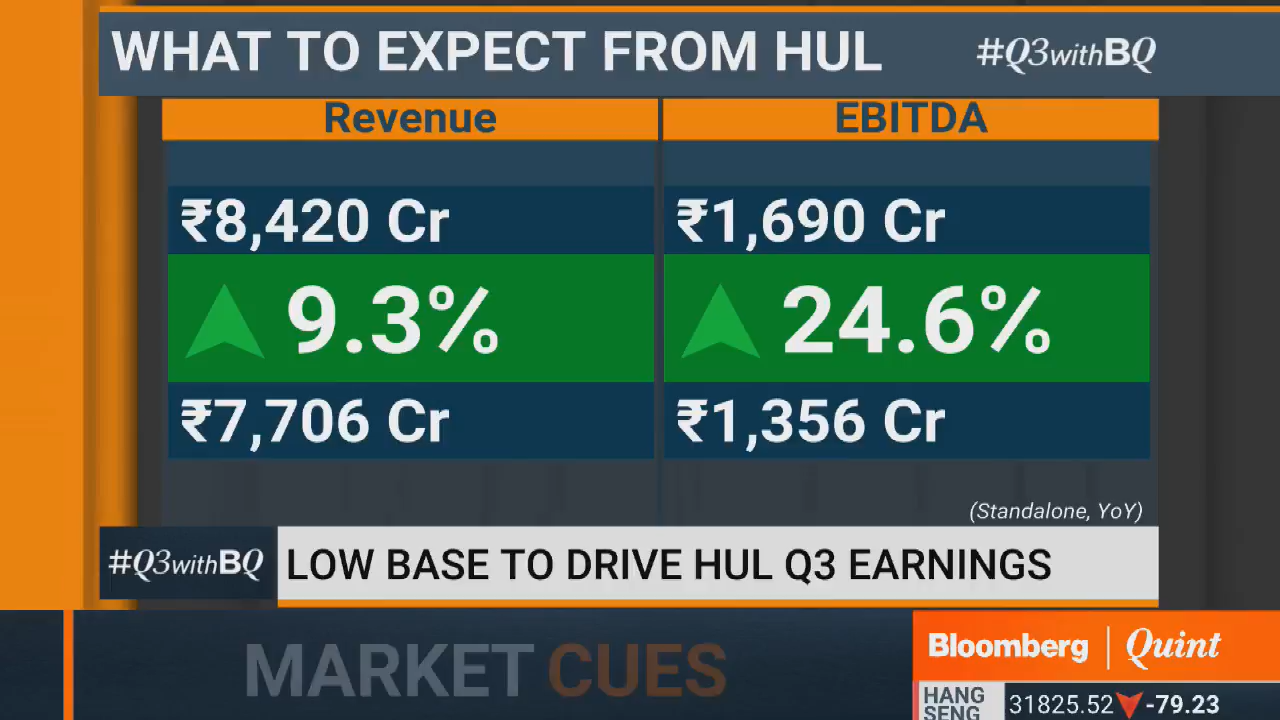 WHAT TO EXPECT FROM HUL
#Q3withBQ
Revenue
EBITDA
₹8,420 Cr
₹1,690 Cr
9.3%
24.6%
₹7,706 Cr
₹1,356 Cr
(Standalone, YoY)
#Q3withBQ
LOW BASE TO DRIVE HUL Q3 EARNINGS
MARKET CUES
Bloomberg | Quint
HANG SENG
31825.52 -79.23